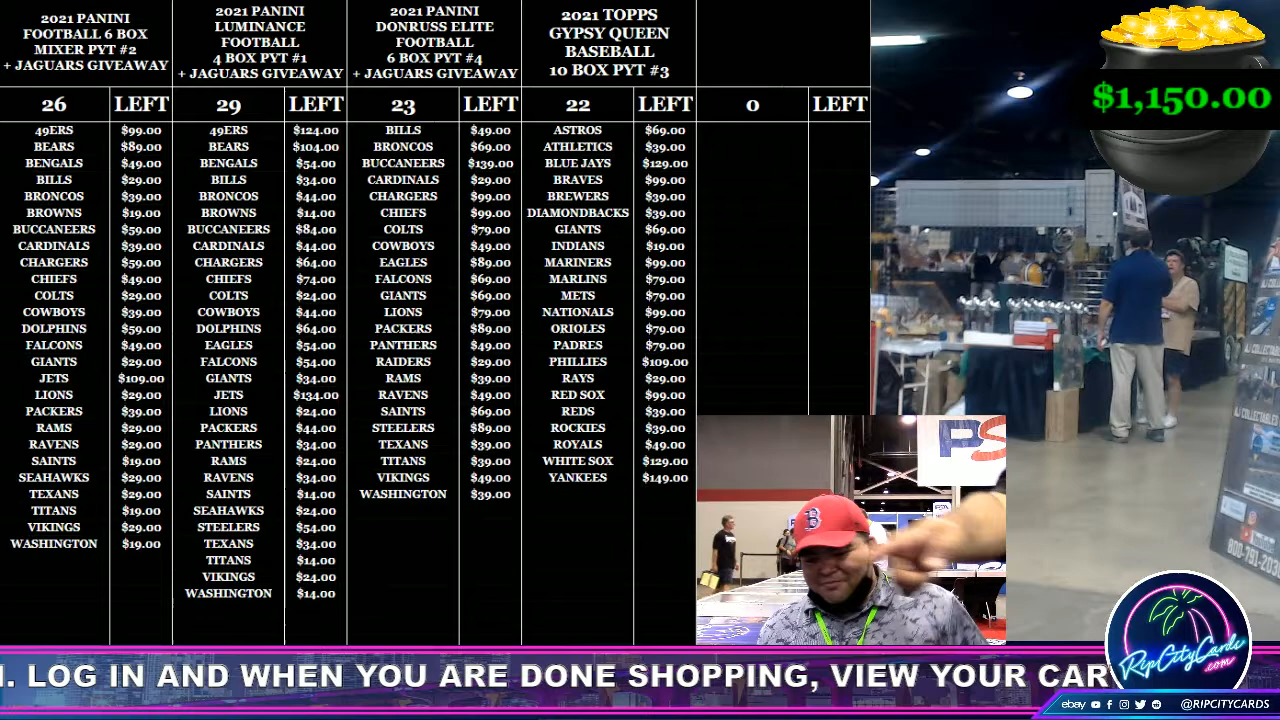 2021 PANINI
FOOTBALL 6 BOX
MIXER PYT #2
+ JAGUARS GIVEAWAY
26 LEFT
49ERS $99.00
BEARS $89.00
BENGALS $49.00
BILLS $29.00
BRONCOS $39.00
BROWNS $19.00
BUCCANEERS $59.00
CARDINALS $39.00
CHARGERS $59.00
CHIEFS $49.00
COLTS $29.00
COWBOYS $39.00
DOLPHINS $59.00
FALCONS $49.00
GIANTS $29.00
JETS $109.00
LIONS $29.00
PACKERS $39.00
RAMS $29.00
RAVENS $29.00
SAINTS $19.00
SEAHAWKS $29.00
TEXANS $29.00
TITANS $19.00
VIKINGS $29.00
WASHINGTON $19.00
2021 PANINI
LUMINANCE
FOOTBALL
4 BOX PYT #1
+ JAGUARS GIVEAWAY
29 LEFT
49ERS $124.00
BEARS $104.00
BENGALS $54.00
BILLS $34.00
BRONCOS $44.00
BROWNS $14.00
BUCCANEERS $84.00
CARDINALS $44.00
CHARGERS $64.00
CHIEFS $74.00
COLTS $24.00
COWBOYS $44.00
DOLPHINS $64.00
EAGLES $54.00
FALCONS $54.00
GIANTS $34.00
JETS $134.00
LIONS $24.00
PACKERS $44.00
PANTHERS $34.00
RAMS $24.00
RAVENS $34.00
SAINTS $14.00
SEAHAWKS $24.00
STEELERS $54.00
TEXANS $34.00
TITANS $14.00
VIKINGS $24.00
WASHINGTON $14.00
2021 PANINI
DONRUSS ELITE
FOOTBALL
6 BOX PYT #4
+ JAGUARS GIVEAWAY
23 LEFT
BILLS $49.00
BRONCOS $69.00
BUCCANEERS $139.00
CARDINALS $29.00
CHARGERS $99.00
CHIEFS $99.00
COLTS $79.00
COWBOYS $49.00
EAGLES $89.00
FALCONS $69.00
GIANTS $69.00
LIONS $79.00
PACKERS $89.00
PANTHERS $49.00
RAIDERS $29.00
RAMS $39.00
RAVENS $49.00
SAINTS $69.00
STEELERS $89.00
TEXANS $39.00
TITANS $39.00
VIKINGS $49.00
WASHINGTON $39.00
2021 TOPPS
GYPSY QUEEN
BASEBALL
10 BOX PYT #3
22 LEFT
ASTROS $69.00
ATHLETICS $39.00
BLUE JAYS $129.00
BRAVES $99.00
BREWERS $39.00
DIAMONDBACKS $39.00
GIANTS $69.00
INDIANS $19.00
MARINERS $99.00
MARLINS $79.00
METS $79.00
NATIONALS $99.00
ORIOLES $79.00
PADRES $79.00
PHILLIES $109.00
RAYS $29.00
RED SOX $99.00
REDS $39.00
ROCKIES $39.00
ROYALS $49.00
WHITE SOX $129.00
YANKEES $149.00
0 LEFT
$1,150.00
AJ COLLECTABLES
800-791-203
PS
B
. LOG IN AND WHEN YOU ARE DONE SHOPPING, VIEW YOUR CAR
RipCityCards
.com
ebay @RIPCITYCARDS